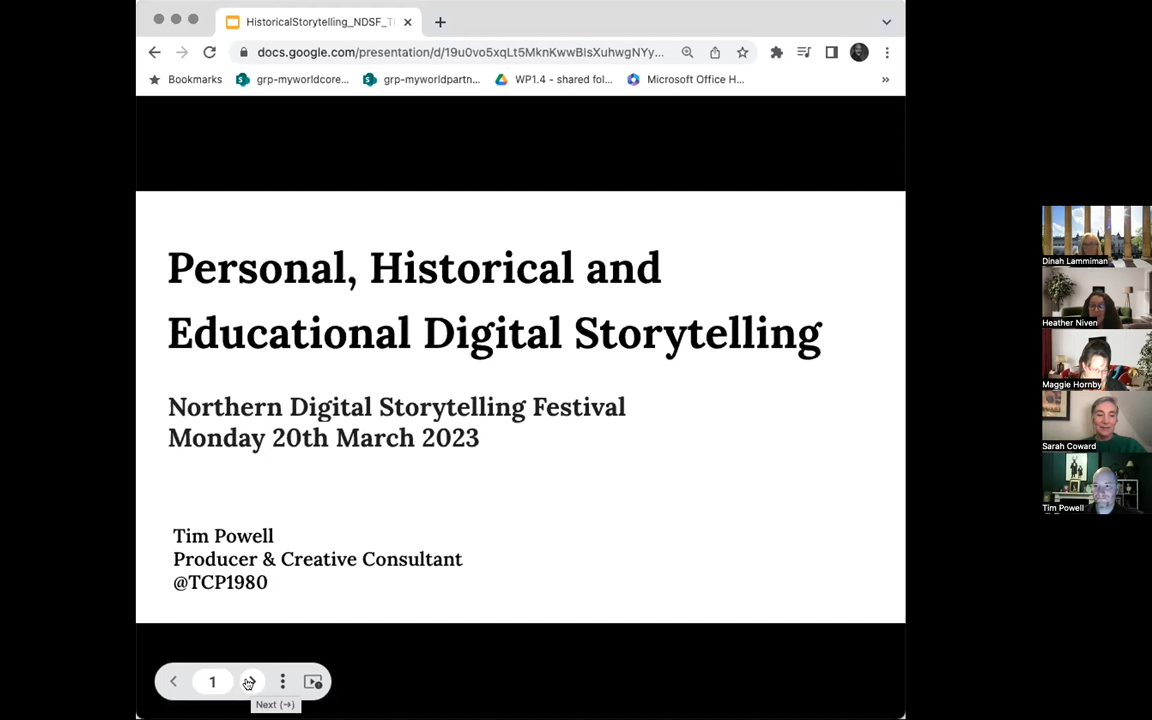 HistoricalStorytelling_NDSF_T
docs.google.com/presentation/d/19u0vo5xqLt5MknKwwBlsXuhwgNYy...
Bookmarks
grp-myworldcore...
grp-myworldpartn...
WP1.4 - shared fol...
Microsoft Office H...
»
Personal, Historical and
Educational Digital Storytelling
Northern Digital Storytelling Festival
Monday 20th March 2023
Tim Powell
Producer & Creative Consultant
@TCP1980
1
Next (→)
Dinah Lammiman
Heather Niven
Maggie Hornby
Sarah Coward
Tim Powell